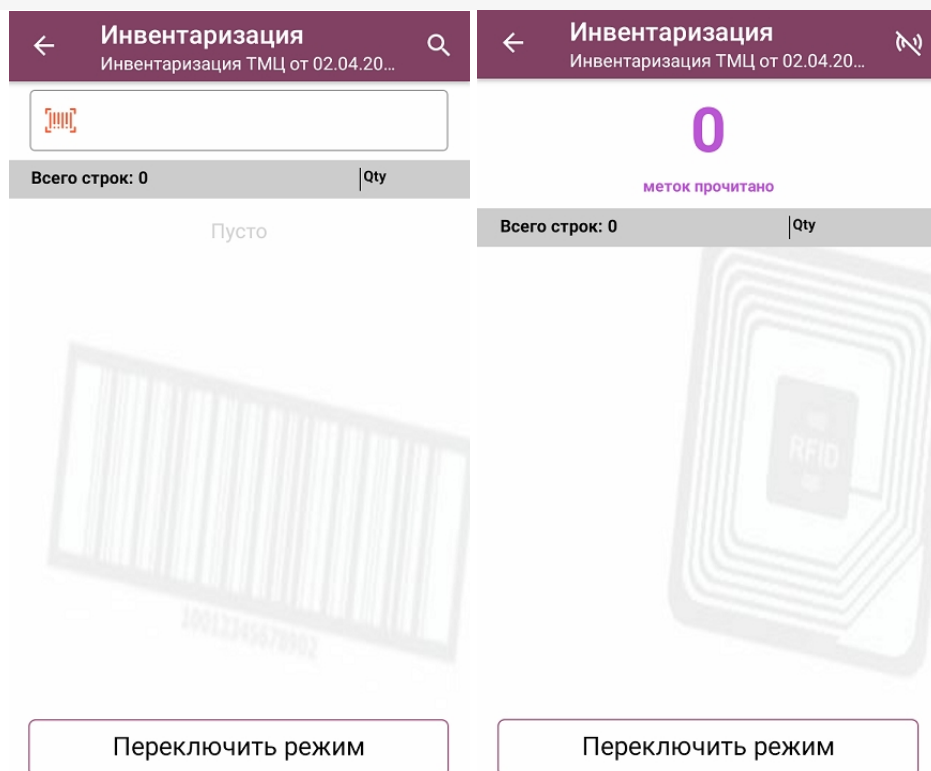 Инвентаризация
Инвентаризация ТМЦ от 02.04.20...
Всего строк: 0
Qty
Пусто
Переключить режим
Инвентаризация
Инвентаризация ТМЦ от 02.04.20...
0
меток прочитано
Всего строк: 0
Qty
RFID
Переключить режим